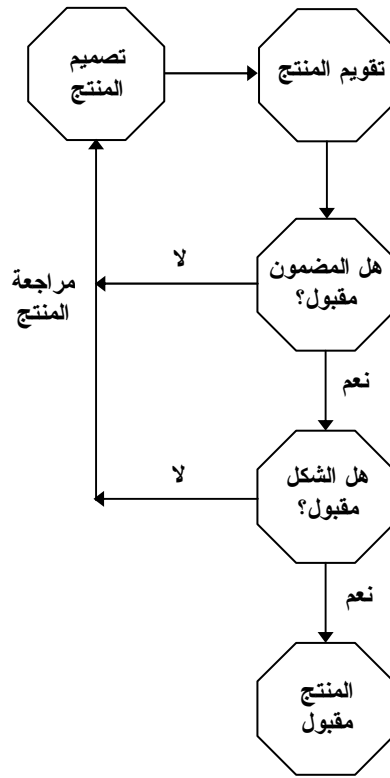 تصميم
المنتج
تقويم المنتج
هل المضمون
مقبول؟
لا
مراجعة
المنتج
نعم
هل الشكل
مقبول؟
لا
نعم
المنتج
مقبول